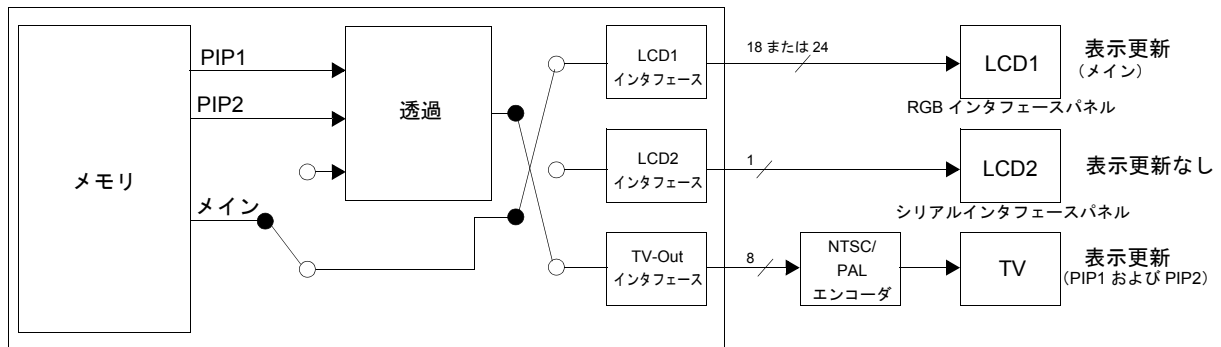 メモリ
PIP1
PIP2
メイン
透過
LCD1
インタフェース
18 または 24
LCD1
表示更新
（メイン）
RGB インタフェースパネル
LCD2
インタフェース
1
LCD2
表示更新なし
シリアルインタフェースパネル
TV-Out
インタフェース
8
NTSC/
PAL
エンコーダ
TV
表示更新
（PIP1 および PIP2）